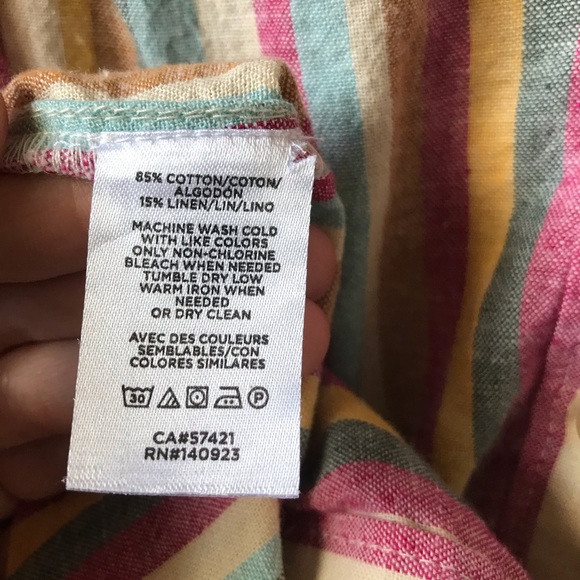 85% COTTON/COTON/
ALGODÓN
15% LINEN/LIN/LINO
MACHINE WASH COLD
WITH LIKE COLORS
ONLY NON-CHLORINE
BLEACH WHEN NEEDED
TUMBLE DRY LOW
WARM IRON WHEN
NEEDED
OR DRY CLEAN
AVEC DES COULEURS
SEMBLABLES/CON
COLORES SIMILARES
30 P
CA#57421
RN#140923